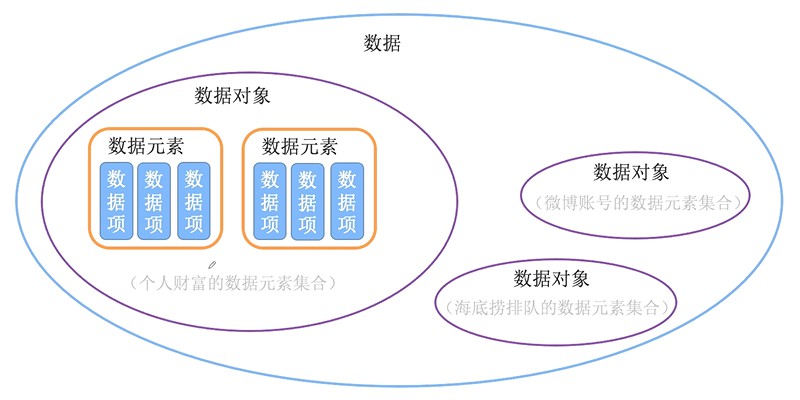 数据
数据对象
数据元素
数据项
数据项
数据项
数据元素
数据项
数据项
数据项
（个人财富的数据元素集合）
数据对象
（微博账号的数据元素集合）
数据对象
（海底捞排队的数据元素集合）